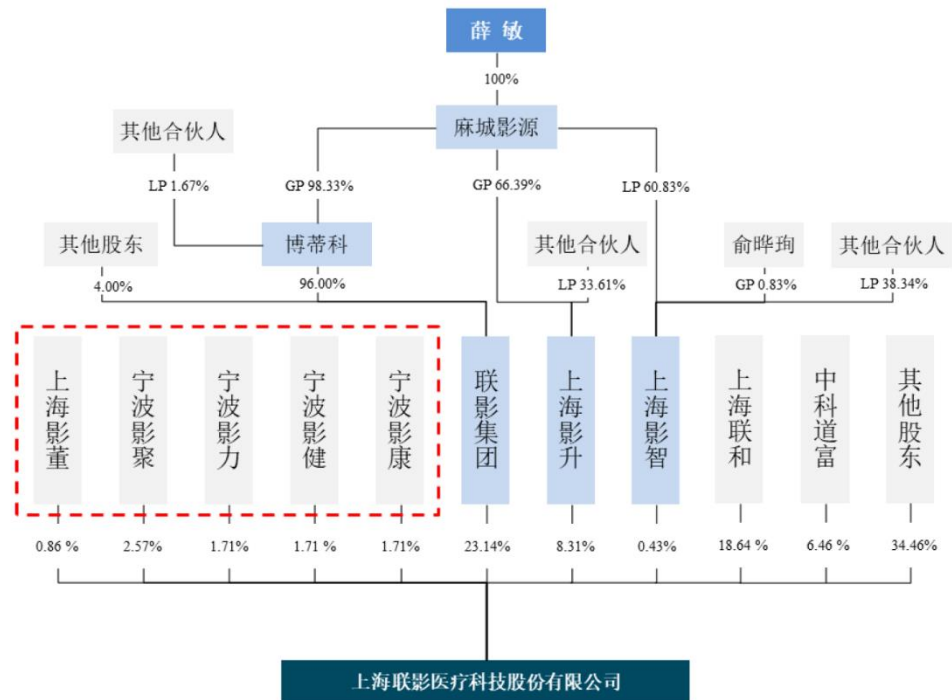 薛 敏
100%
麻城影源
其他合伙人
LP 1.67%
GP 98.33%
GP 66.39%
LP 60.83%
其他股东
博蒂科
其他合伙人
俞晔珣
其他合伙人
4.00%
96.00%
LP 33.61%
GP 0.83%
LP 38.34%
上海影董
宁波影聚
宁波影力
宁波影健
宁波影康
联影集团
上海影升
上海影智
上海联和
中科道富
其他股东
0.86 %
2.57%
1.71%
1.71 %
1.71%
23.14%
8.31%
0.43%
18.64 %
6.46 %
34.46%
上海联影医疗科技股份有限公司